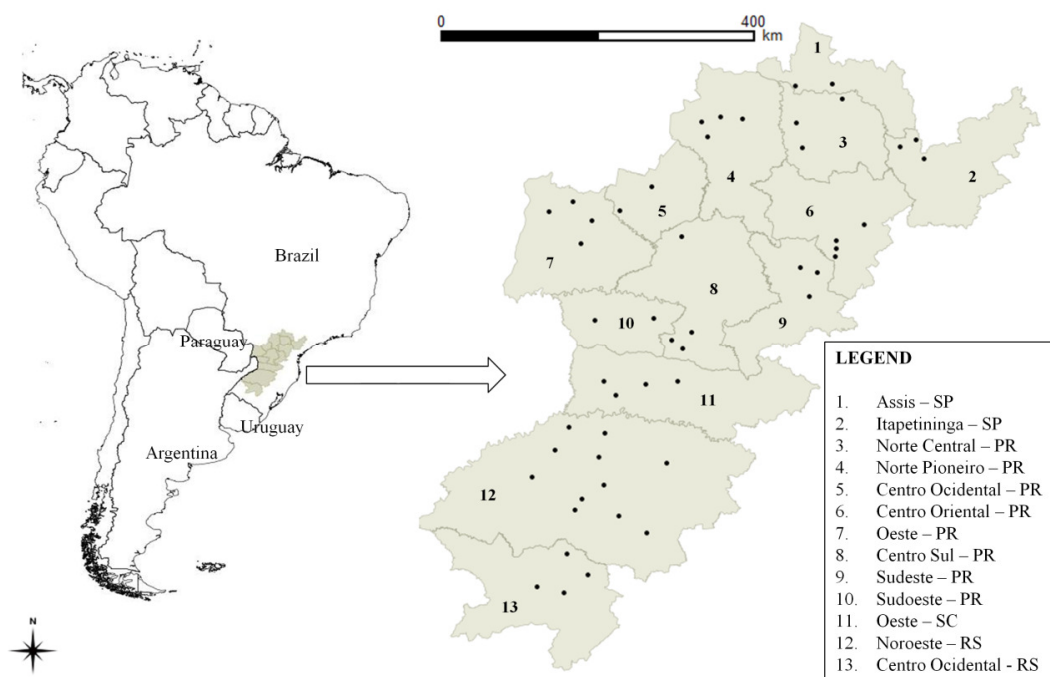 0 400
km
Brazil
Paraguay
Uruguay
Argentina
N
1
2
3
4
5
6
7
8
9
10
11
12
13
LEGEND
1. Assis – SP
2. Itapetininga – SP
3. Norte Central – PR
4. Norte Pioneiro – PR
5. Centro Ocidental – PR
6. Centro Oriental – PR
7. Oeste – PR
8. Centro Sul – PR
9. Sudeste – PR
10. Sudoeste – PR
11. Oeste – SC
12. Noroeste – RS
13. Centro Ocidental - RS